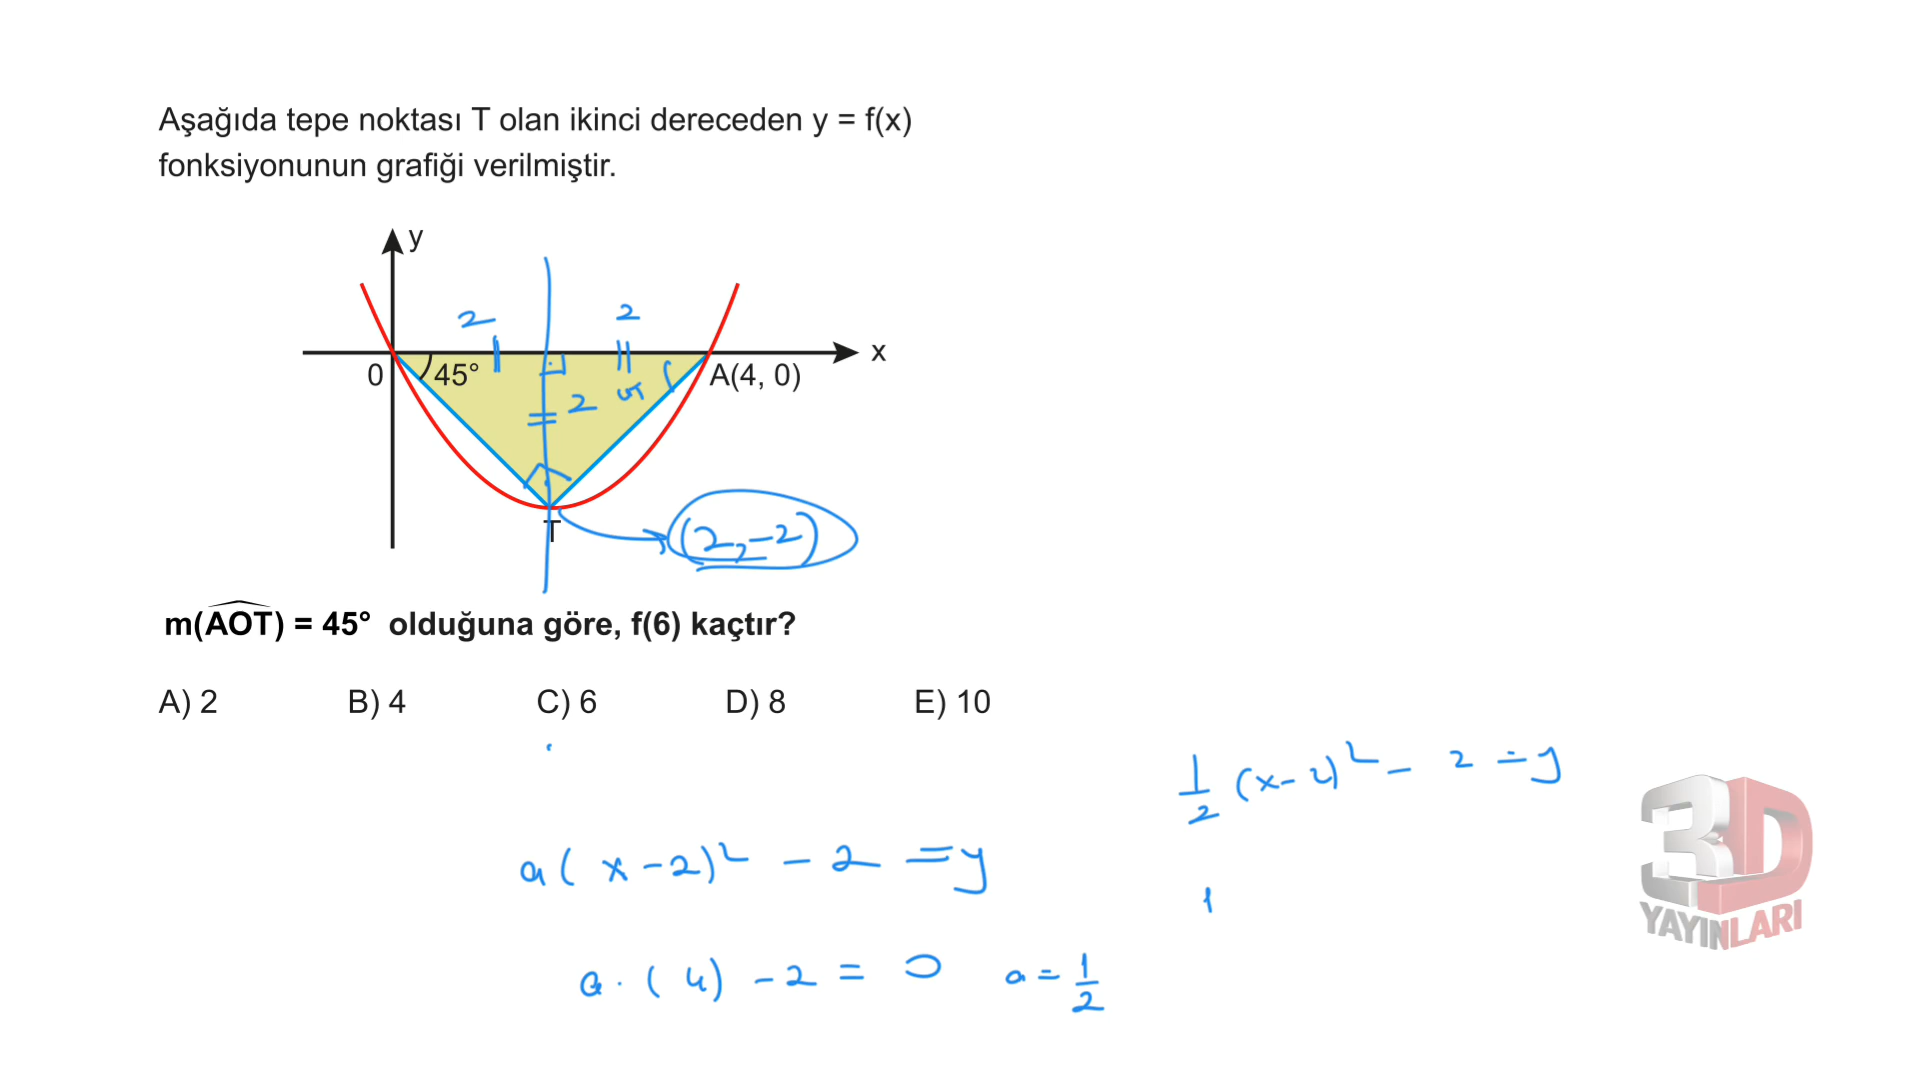 Aşağıda tepe noktası T olan ikinci dereceden y = f(x)
fonksiyonunun grafiği verilmiştir.
y
2 2
x
0 45° A(4, 0)
2 45
T
(2, -2)
m(AOT) = 45° olduğuna göre, f(6) kaçtır?
A) 2 B) 4 C) 6 D) 8 E) 10
1/2 (x-2)² - 2 = y
a(x-2)² - 2 = y
1
a·(4) - 2 = 0 a = 1/2
3D
YAYINLARI